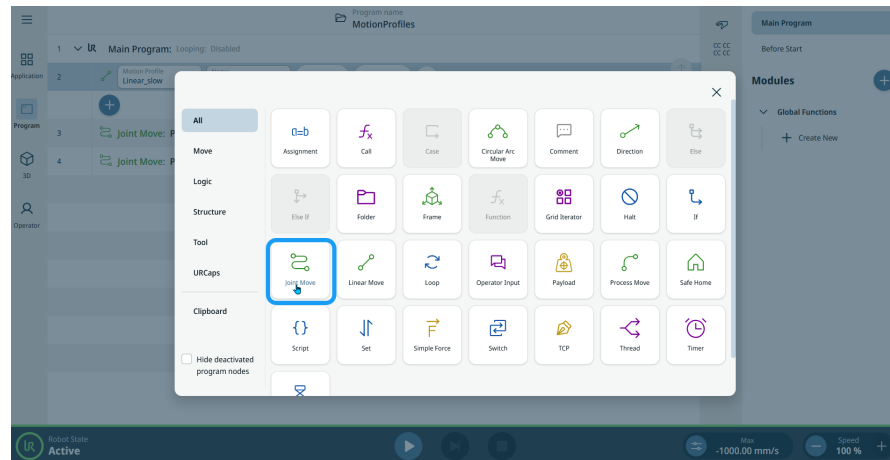 Program name
MotionProfiles
Main Program
1 Main Program: Looping: Disabled
CC CC
CC CC
Before Start
Application
2
Motion Profile
Linear_slow
Modules
All
a=b
Assignment
Call
Case
Circular Arc
Move
Comment
Direction
Else
Global Functions
Program
3 Joint Move: P
Move
Create New
4 Joint Move: P
3D
Logic
Else If
Folder
Frame
Function
Grid Iterator
Halt
If
Structure
Operator
Tool
Joint Move
Linear Move
Loop
Operator Input
Payload
Process Move
Safe Home
URCaps
Clipboard
Script
Set
Simple Force
Switch
TCP
Thread
Timer
Hide deactivated
program nodes
Robot State
Active
Max
-1000.00 mm/s
Speed
100 %